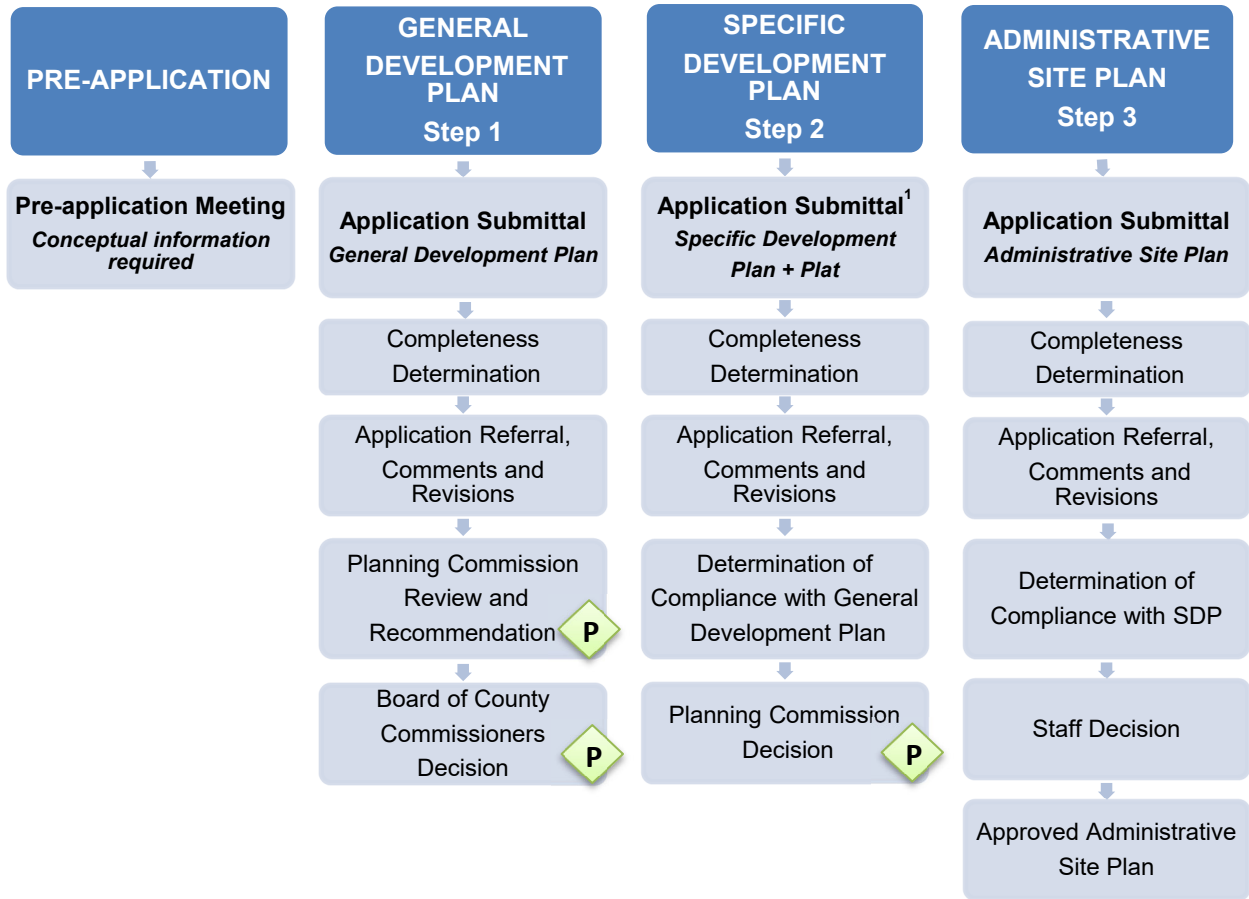 PRE-APPLICATION
Pre-application Meeting
Conceptual information
required
GENERAL
DEVELOPMENT
PLAN
Step 1
Application Submittal
General Development Plan
Completeness
Determination
Application Referral,
Comments and
Revisions
Planning Commission
Review and
Recommendation
P
Board of County
Commissioners
Decision
P
SPECIFIC
DEVELOPMENT
PLAN
Step 2
Application Submittal¹
Specific Development
Plan + Plat
Completeness
Determination
Application Referral,
Comments and
Revisions
Determination of
Compliance with General
Development Plan
Planning Commission
Decision
P
ADMINISTRATIVE
SITE PLAN
Step 3
Application Submittal
Administrative Site Plan
Completeness
Determination
Application Referral,
Comments and
Revisions
Determination of
Compliance with SDP
Staff Decision
Approved Administrative
Site Plan